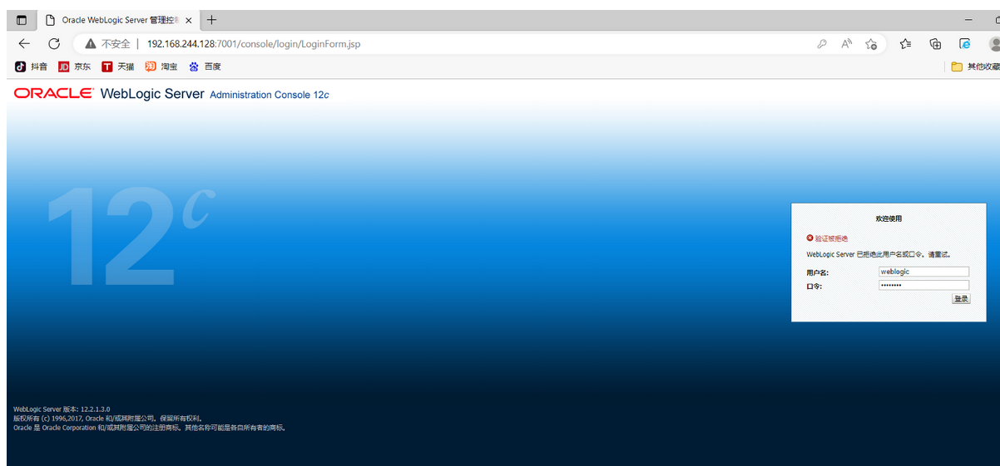 Oracle WebLogic Server 管理控
不安全 | 192.168.244.128:7001/console/login/LoginForm.jsp
抖音 JD 京东 T 天猫 淘 淘宝 百度 其他收藏
ORACLE WebLogic Server Administration Console 12c
12c
欢迎使用
验证被拒绝
WebLogic Server 已拒绝此用户名或口令。请重试。
用户名: weblogic
口令: ••••••••
登录
WebLogic Server 版本: 12.2.1.3.0
版权所有 (c) 1996,2017, Oracle 和/或其附属公司。保留所有权利。
Oracle 是 Oracle Corporation 和/或其附属公司的注册商标。其他名称可能是各自所有者的商标。